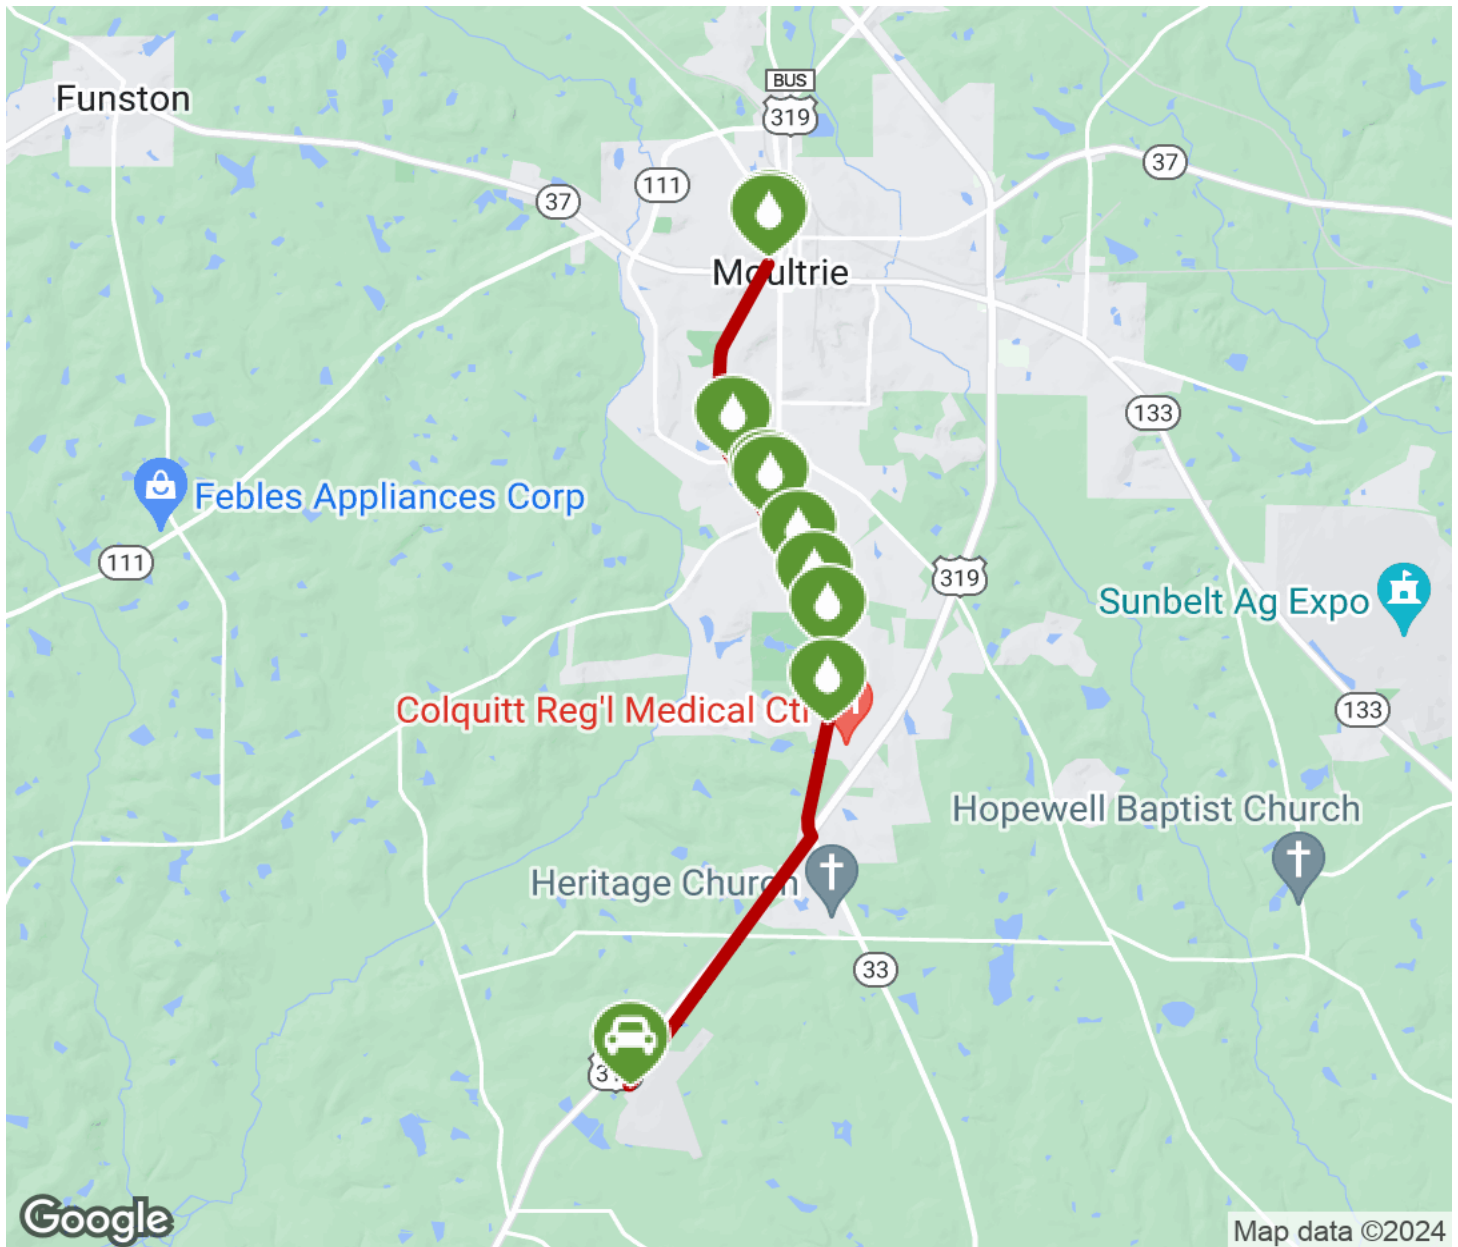 BUS
319
Funston
37
111
37
Moultrie
133
Febles Appliances Corp
111
319
Sunbelt Ag Expo
Colquitt Reg'l Medical Ctr
133
Hopewell Baptist Church
Heritage Church
33
Google
Map data ©2024